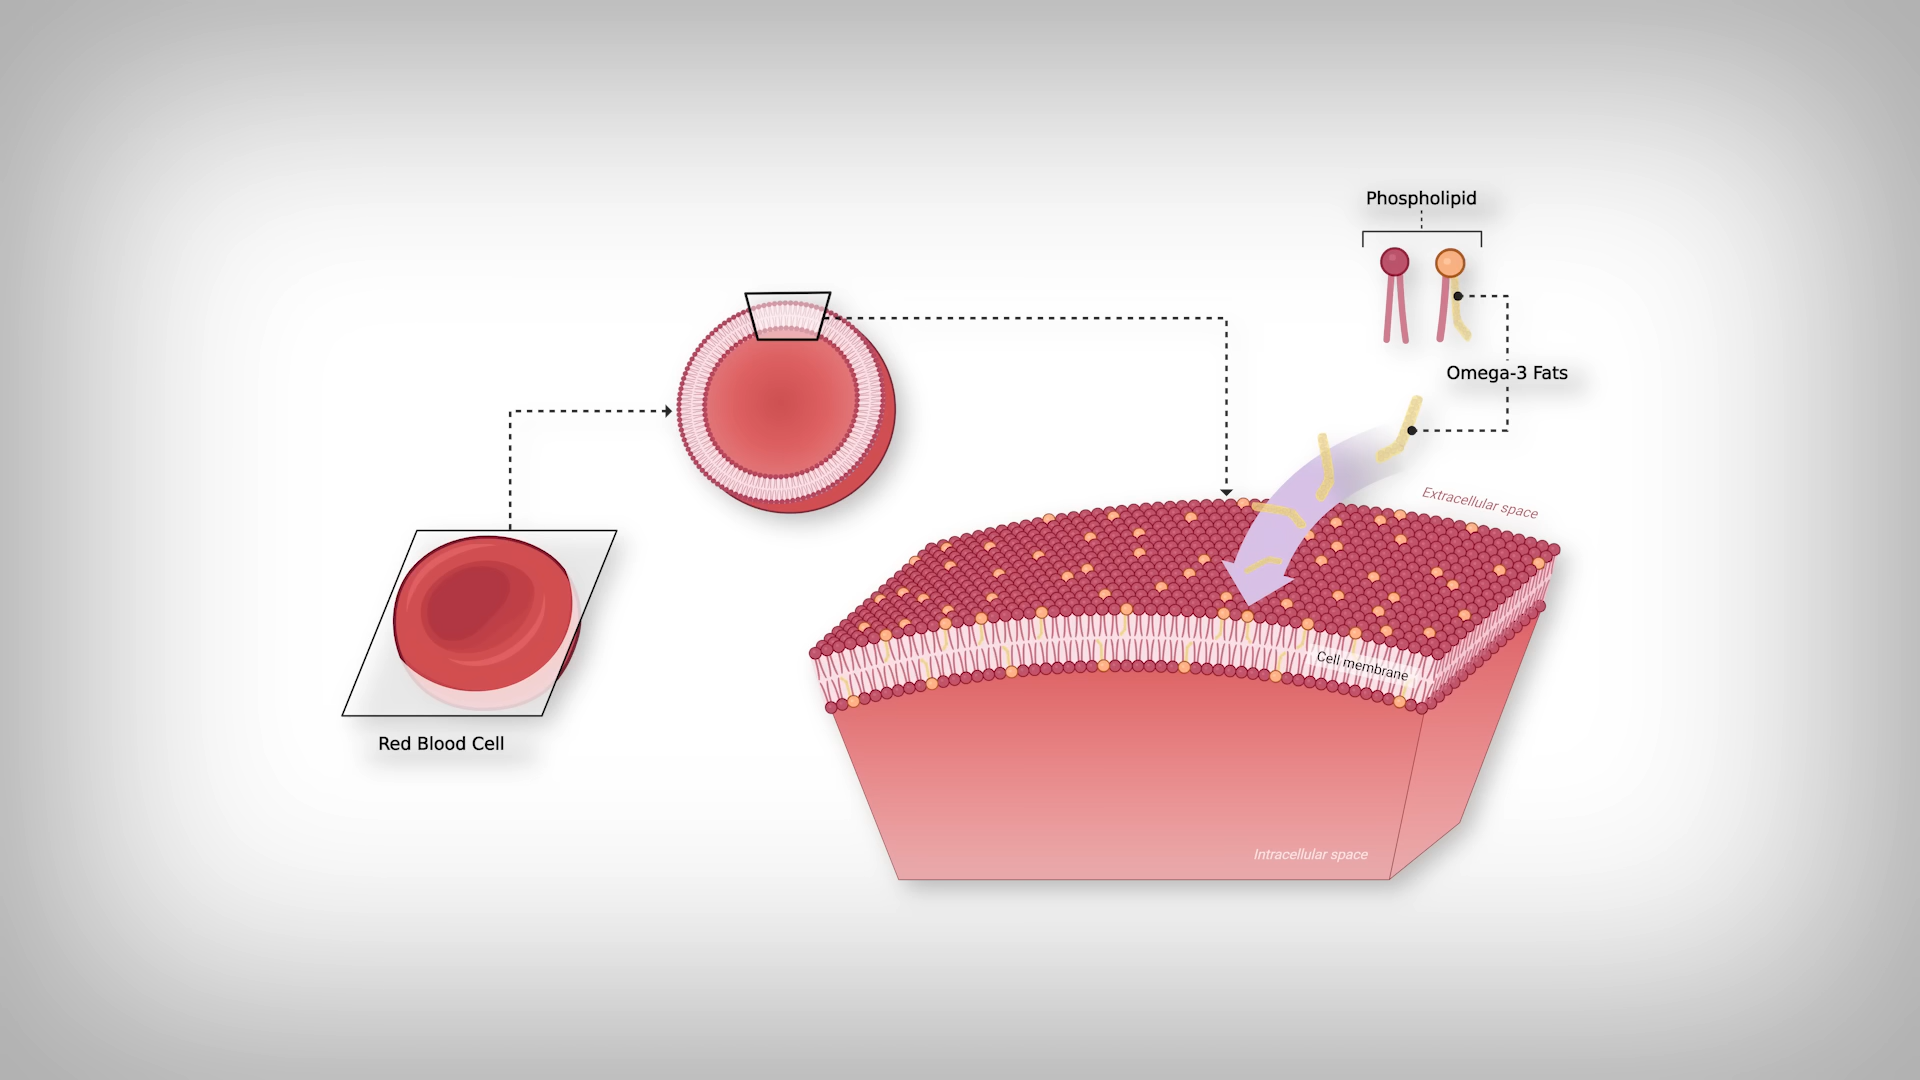 Phospholipid
Omega-3 Fats
Extracellular space
Cell membrane
Red Blood Cell
Intracellular space